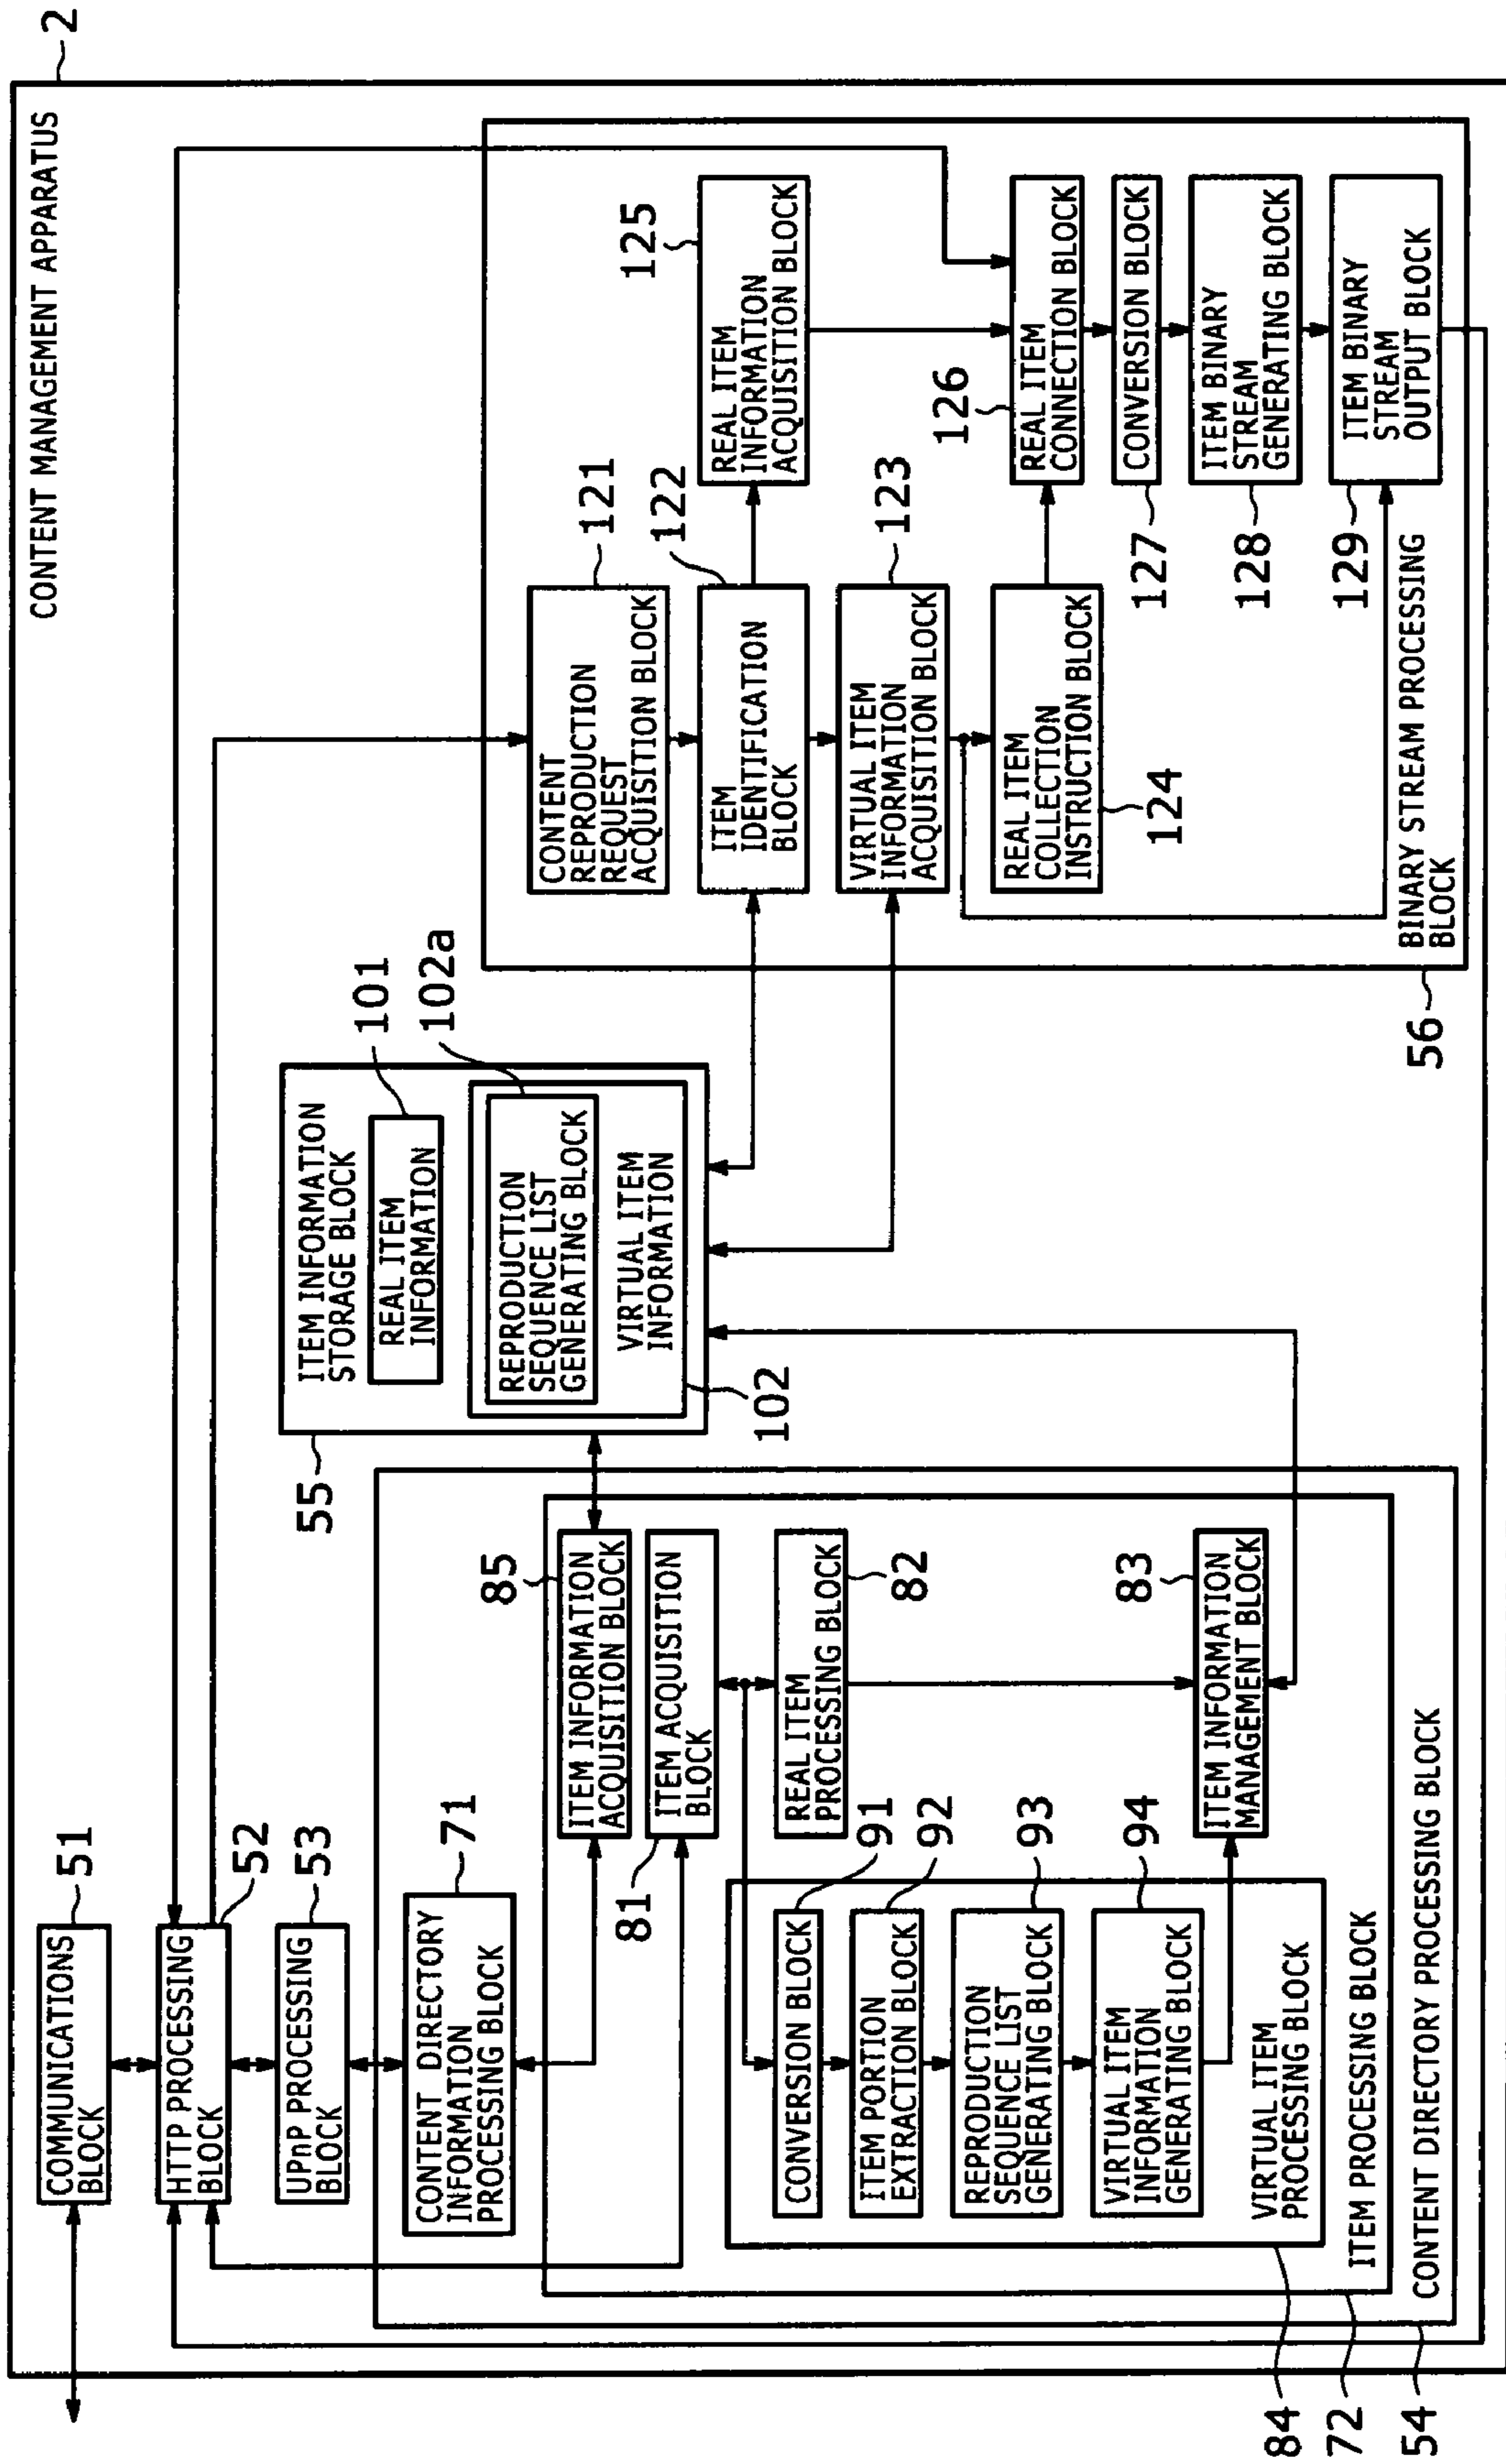 CONTENT MANAGEMENT APPARATUS
2
COMMUNICATIONS
BLOCK
51
HTTP PROCESSING
BLOCK
52
UPnP PROCESSING
BLOCK
53
CONTENT DIRECTORY
INFORMATION
PROCESSING BLOCK
71
ITEM INFORMATION
ACQUISITION BLOCK
85
ITEM ACQUISITION
BLOCK
81
REAL ITEM
PROCESSING BLOCK
82
ITEM INFORMATION
MANAGEMENT BLOCK
83
CONVERSION BLOCK
91
ITEM PORTION
EXTRACTION BLOCK
92
REPRODUCTION
SEQUENCE LIST
GENERATING BLOCK
93
VIRTUAL ITEM
INFORMATION
GENERATING BLOCK
94
VIRTUAL ITEM
PROCESSING BLOCK
84
ITEM PROCESSING BLOCK
72
CONTENT DIRECTORY PROCESSING BLOCK
54
ITEM INFORMATION
STORAGE BLOCK
55
REAL ITEM
INFORMATION
101
REPRODUCTION
SEQUENCE LIST
GENERATING BLOCK
102a
VIRTUAL ITEM
INFORMATION
102
CONTENT
REPRODUCTION
REQUEST
ACQUISITION BLOCK
121
ITEM
IDENTIFICATION
BLOCK
122
VIRTUAL ITEM
INFORMATION
ACQUISITION BLOCK
123
REAL ITEM
COLLECTION
INSTRUCTION BLOCK
124
REAL ITEM
INFORMATION
ACQUISITION BLOCK
125
REAL ITEM
CONNECTION BLOCK
126
CONVERSION BLOCK
127
ITEM BINARY
STREAM
GENERATING BLOCK
128
ITEM BINARY
STREAM
OUTPUT BLOCK
129
BINARY STREAM PROCESSING
BLOCK
56